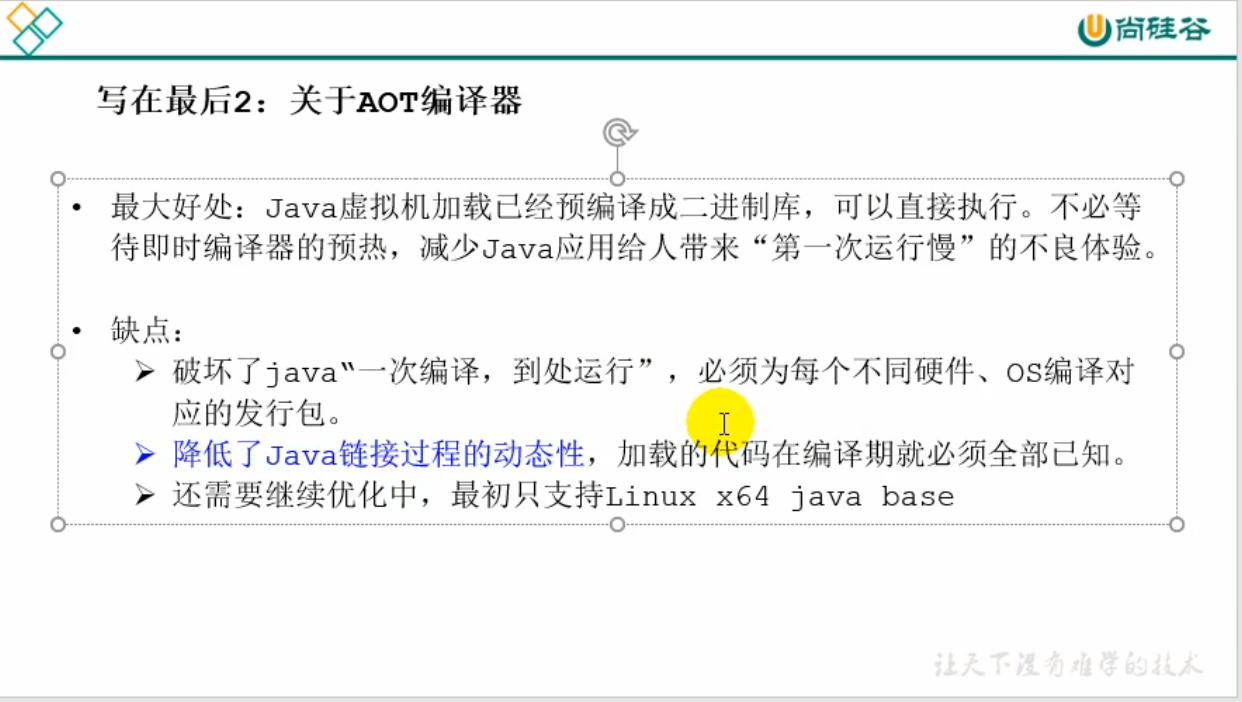 尚硅谷
写在最后2：关于AOT编译器
• 最大好处：Java虚拟机加载已经预编译成二进制库，可以直接执行。不必等
待即时编译器的预热，减少Java应用给人带来“第一次运行慢”的不良体验。
• 缺点：
➢ 破坏了java“一次编译，到处运行”，必须为每个不同硬件、OS编译对
应的发行包。
➢ 降低了Java链接过程的动态性，加载的代码在编译期就必须全部已知。
➢ 还需要继续优化中，最初只支持Linux x64 java base
让天下没有难学的技术